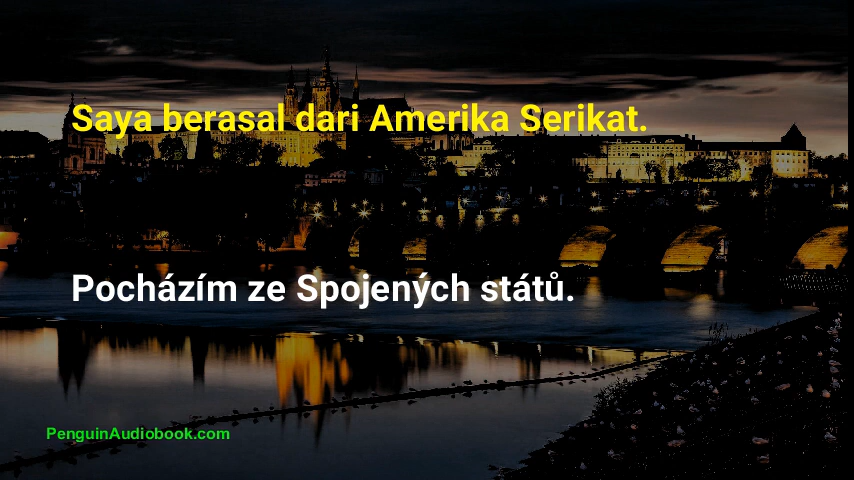 Saya berasal dari Amerika Serikat.
Pocházím ze Spojených států.
PenguinAudiobook.com